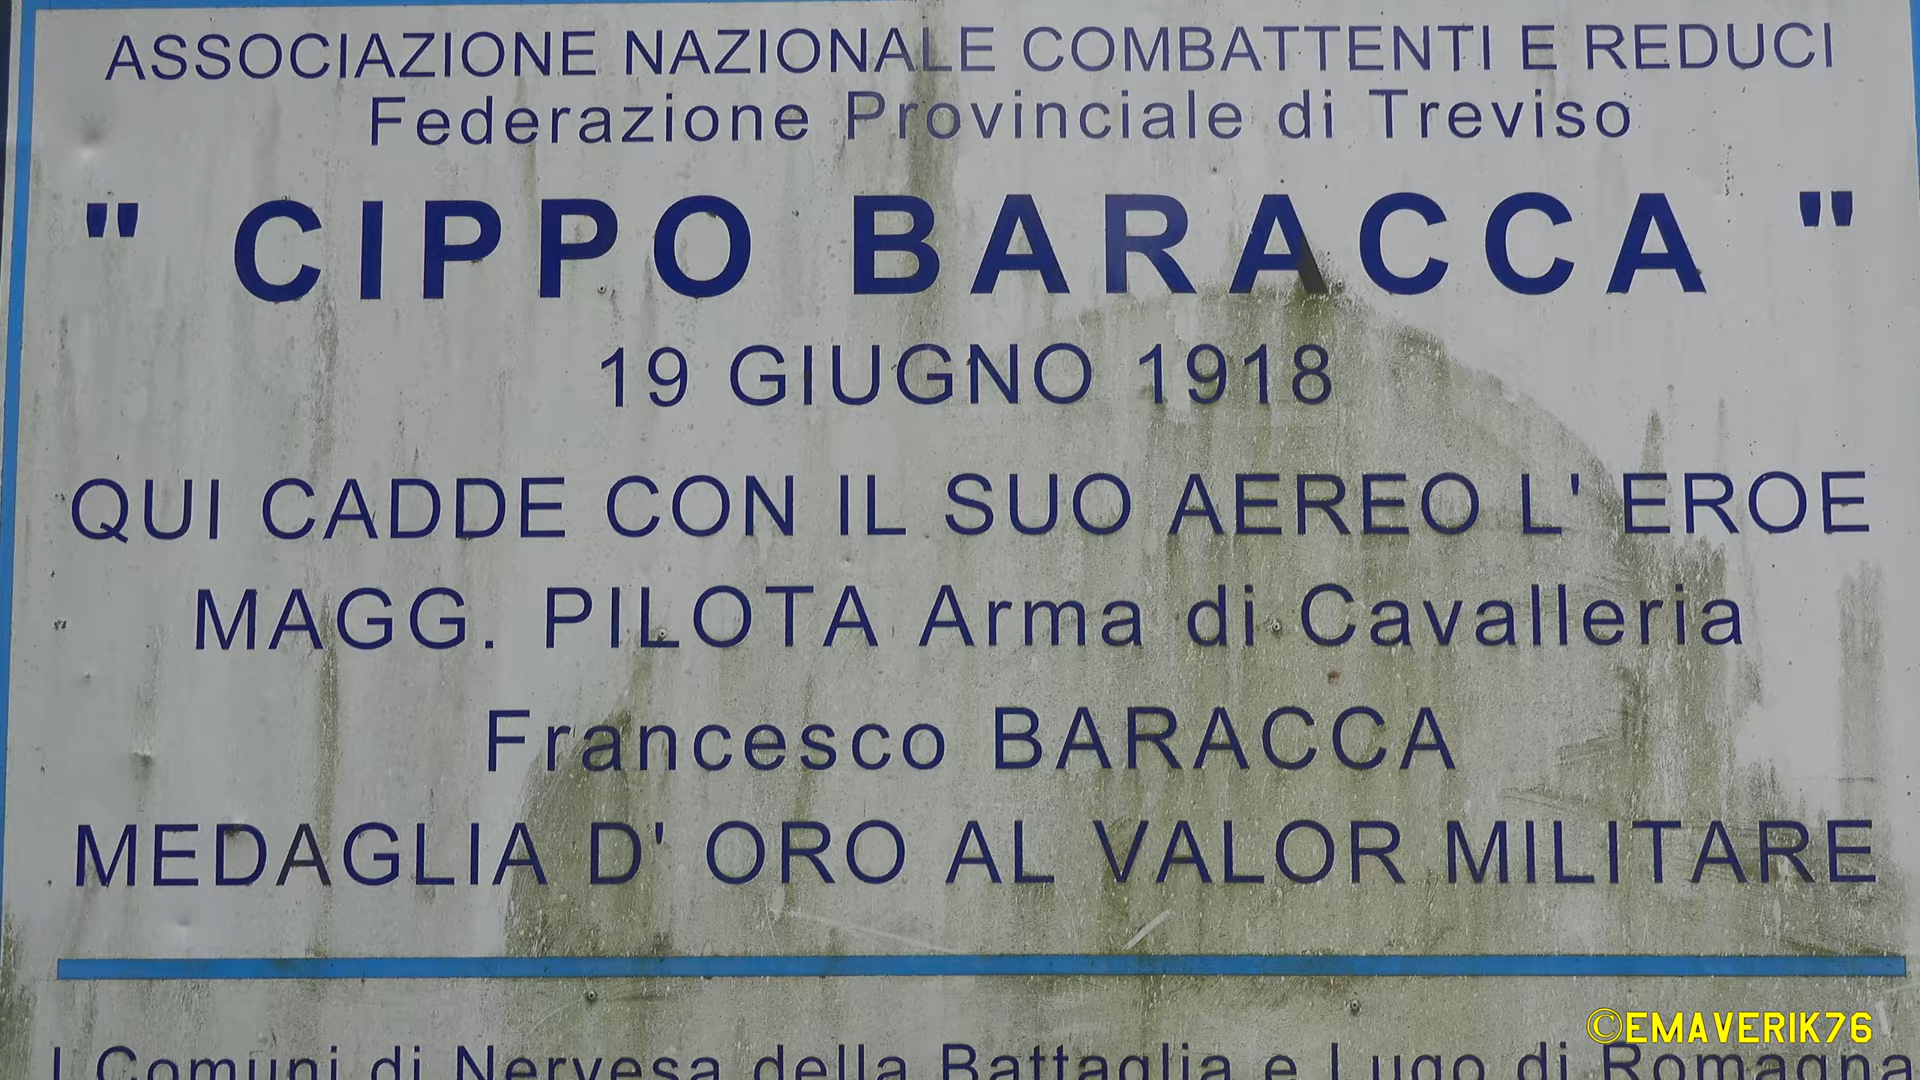 ASSOCIAZIONE NAZIONALE COMBATTENTI E REDUCI
Federazione Provinciale di Treviso
" CIPPO BARACCA "
19 GIUGNO 1918
QUI CADDE CON IL SUO AEREO L' EROE
MAGG. PILOTA Arma di Cavalleria
Francesco BARACCA
MEDAGLIA D' ORO AL VALOR MILITARE
I Comuni di Nervesa della Battaglia e Lugo di Romagna
©EMAVERIK76